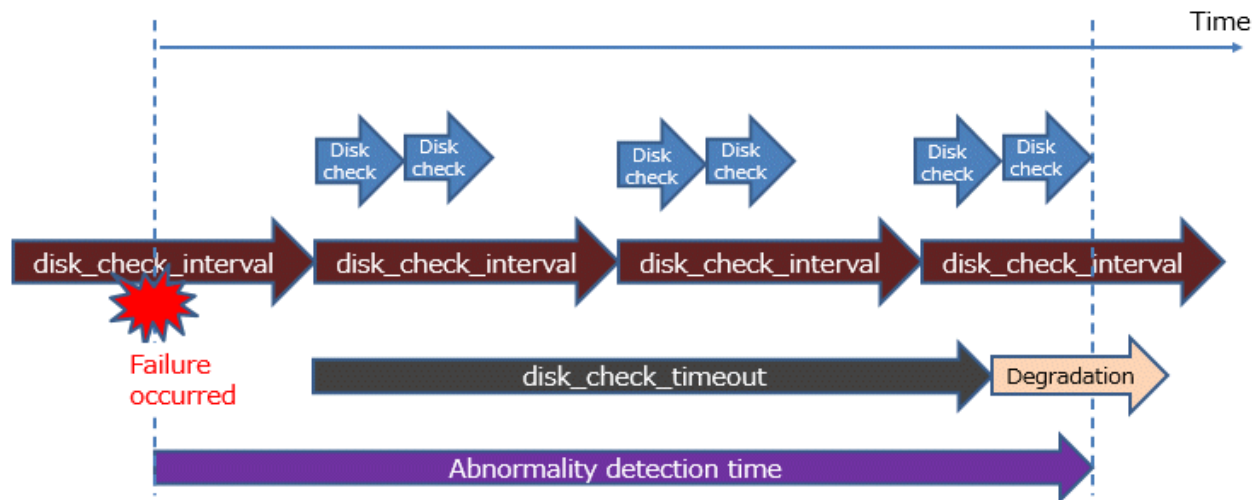 Time
Disk
check
Disk
check
Disk
check
Disk
check
Disk
check
Disk
check
disk_check_interval
disk_check_interval
disk_check_interval
disk_check_interval
Failure
occurred
disk_check_timeout
Degradation
Abnormality detection time